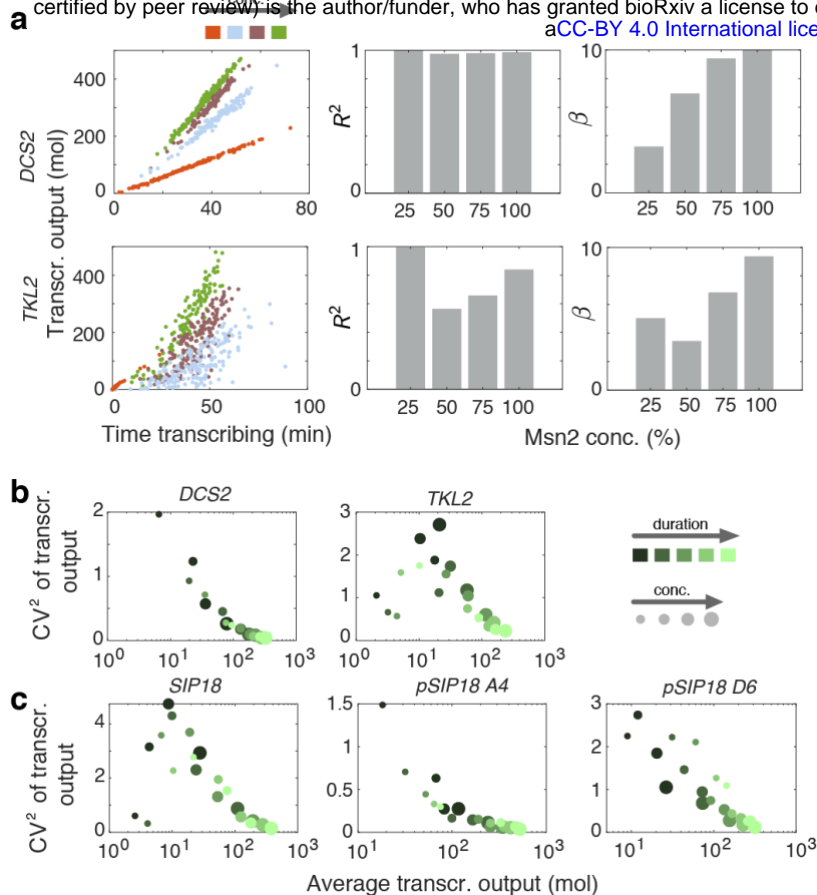 certified by peer review) is the author/funder, who has granted bioRxiv a license to
aCC-BY 4.0 International
a
DCS2
TKL2
Transcr. output (mol)
400
200
0
0 40 80
R²
1
0
25 50 75 100
β
10
0
25 50 75 100
400
200
0
0 50 100
Time transcribing (min)
R²
1
0
25 50 75 100
β
10
0
25 50 75 100
Msn2 conc. (%)
b
DCS2
CV² of transcr.
output
2
1
0
10⁰ 10¹ 10² 10³
TKL2
3
2
1
0
10⁰ 10¹ 10² 10³
duration
conc.
c
SIP18
CV² of transcr.
output
4
2
0
10⁰ 10¹ 10² 10³
pSIP18 A4
1.5
1
0.5
0
10¹ 10² 10³
pSIP18 D6
3
2
1
0
10¹ 10² 10³
Average transcr. output (mol)